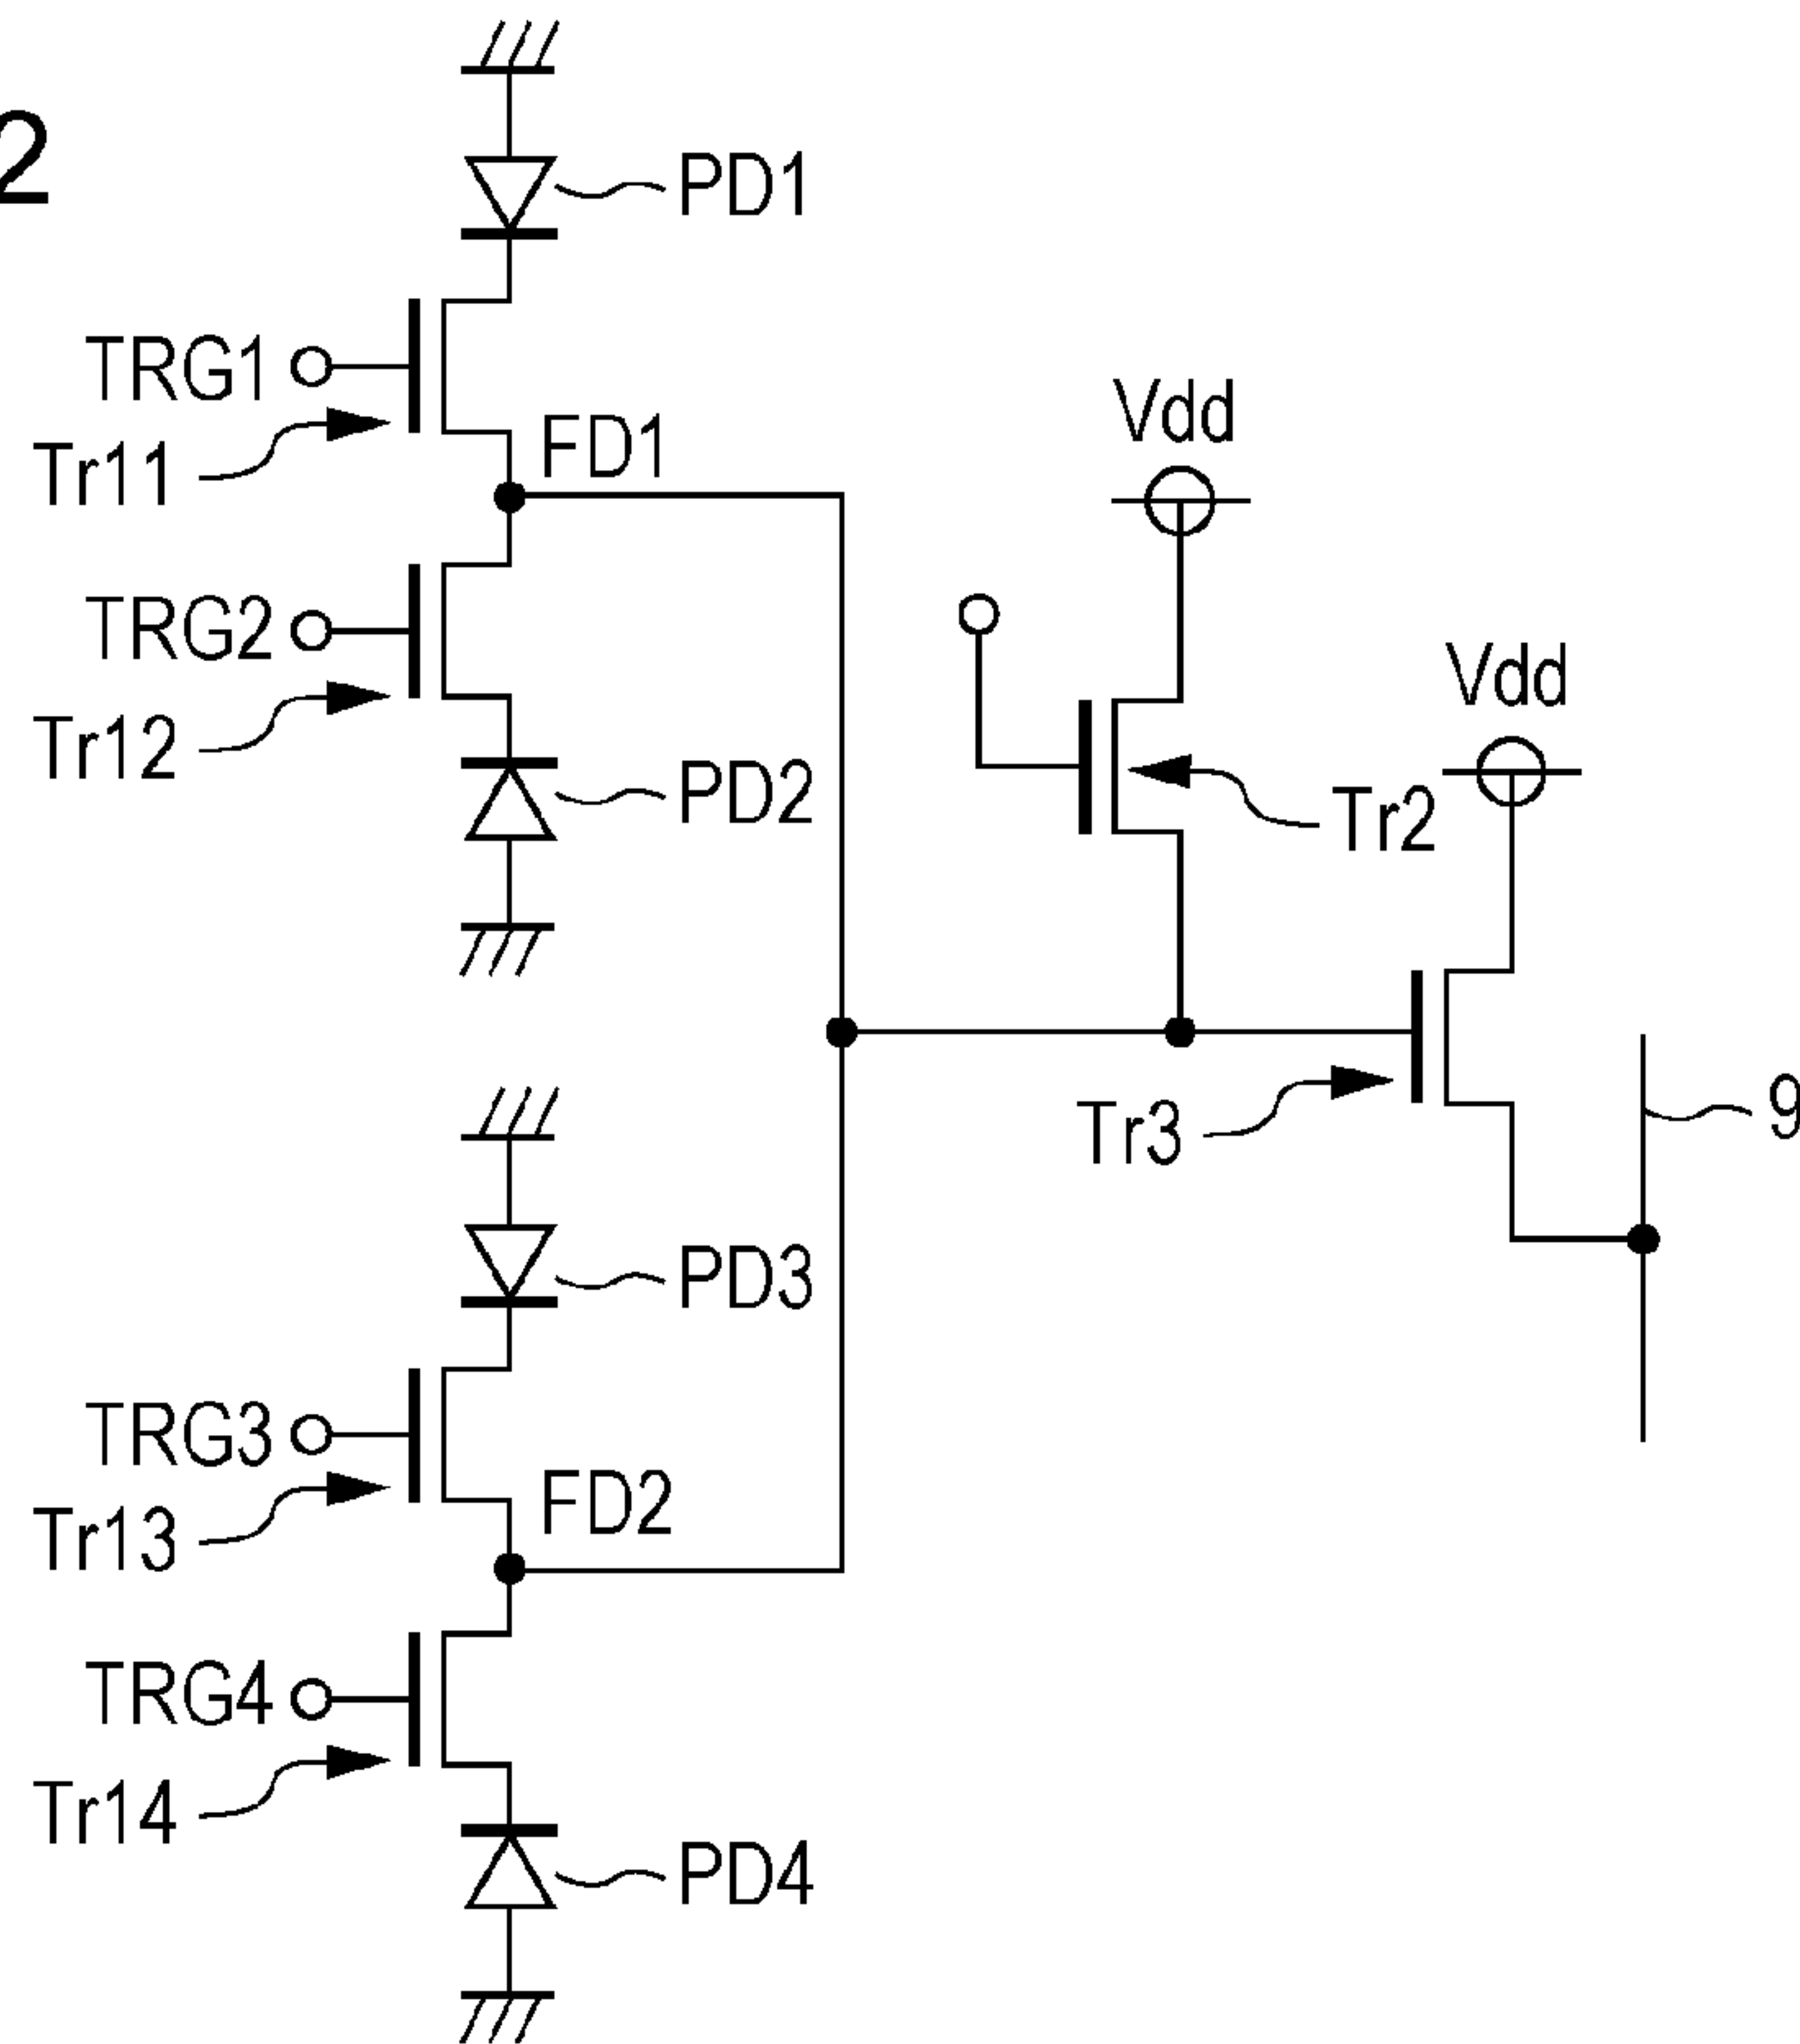 2
PD1
TRG1
Tr11
FD1
Vdd
TRG2
Tr12
PD2
Vdd
Tr2
9
Tr3
PD3
TRG3
Tr13
FD2
TRG4
Tr14
PD4